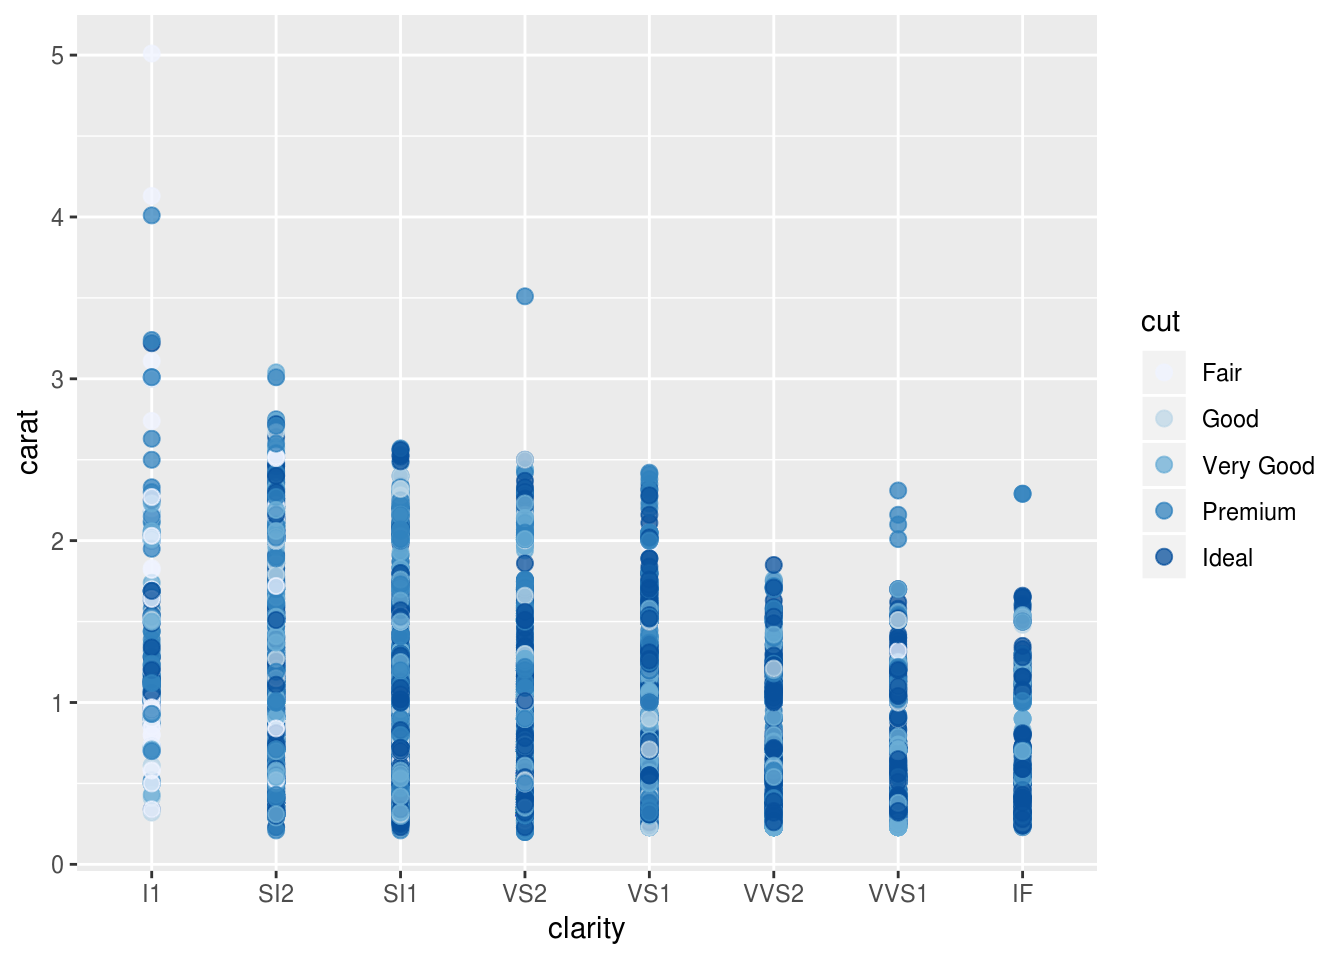 5
4
3
2
1
0
carat
I1 SI2 SI1 VS2 VS1 VVS2 VVS1 IF
clarity
cut
Fair
Good
Very Good
Premium
Ideal